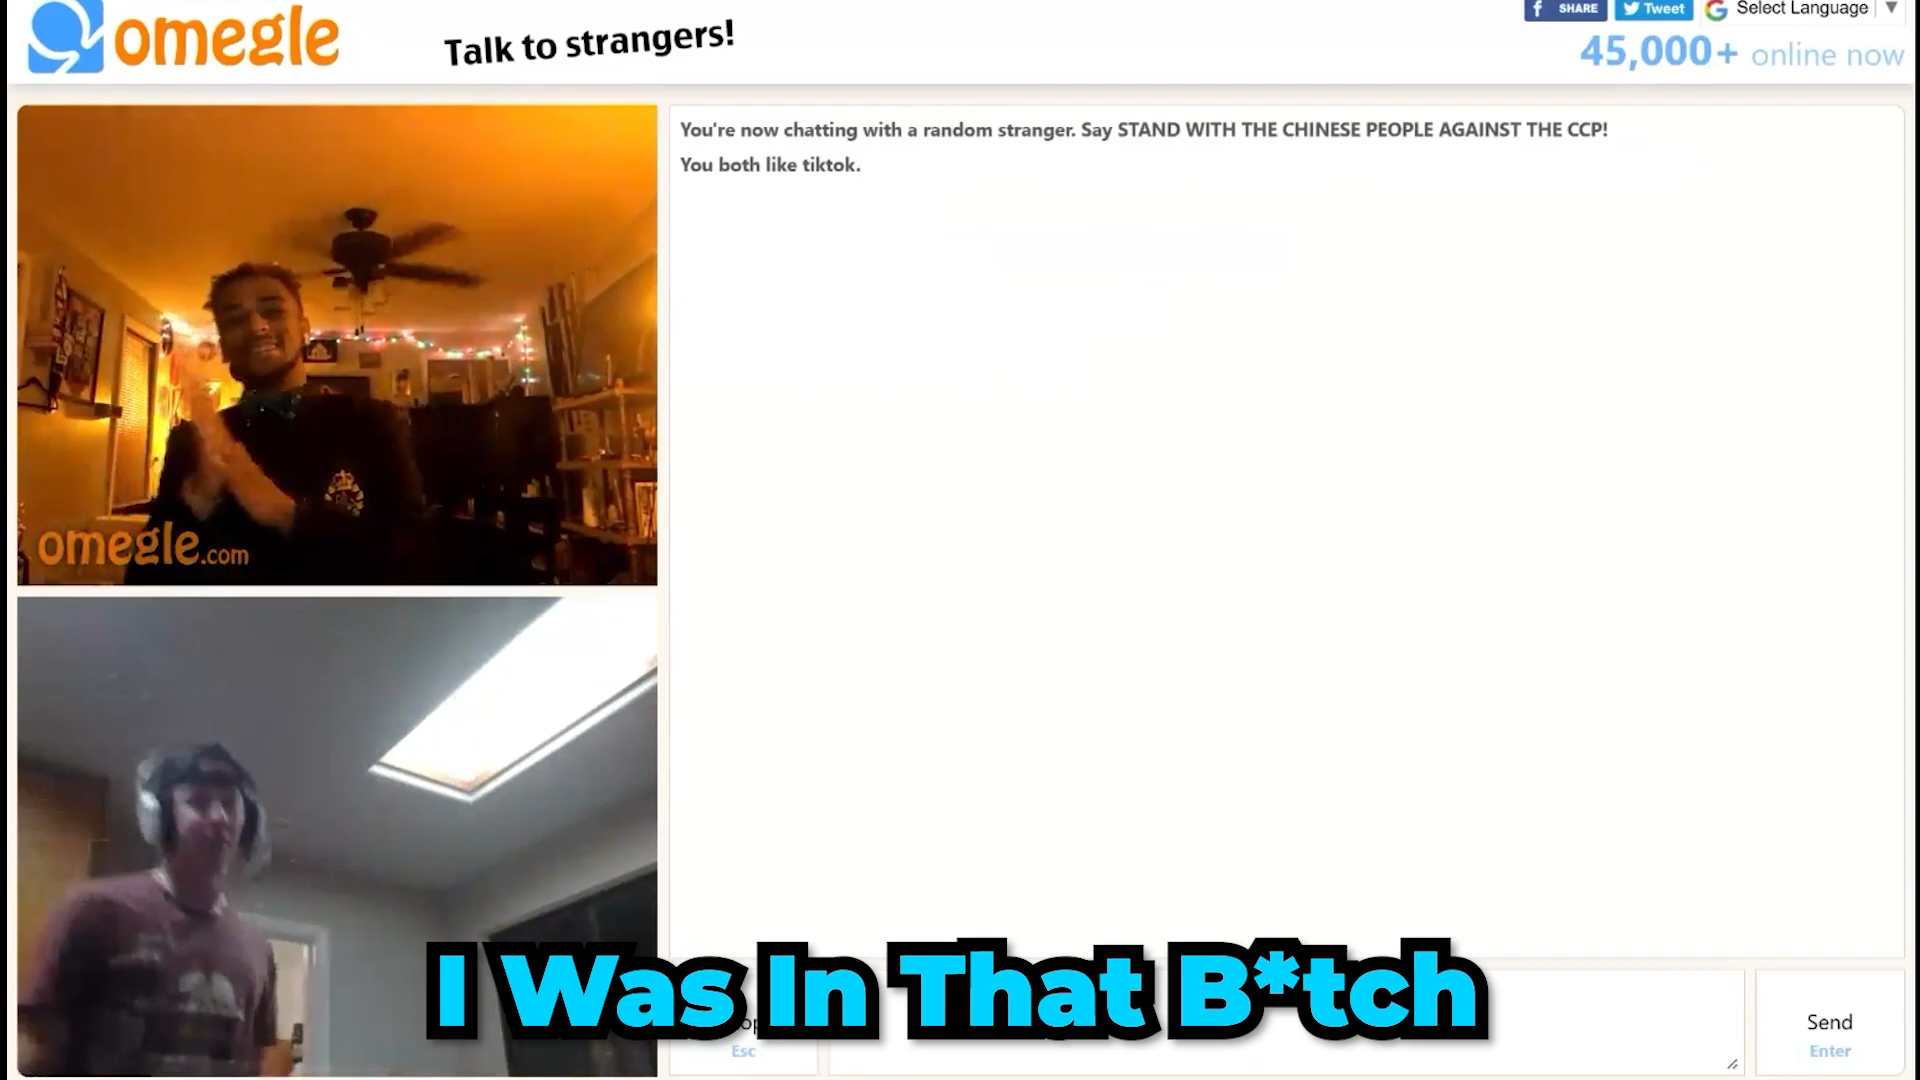 omegle
Talk to strangers!
SHARE
Tweet
Select Language
45,000+ online now
You're now chatting with a random stranger. Say STAND WITH THE CHINESE PEOPLE AGAINST THE CCP!
You both like tiktok.
omegle.com
I Was In That B*tch
Esc
Send
Enter